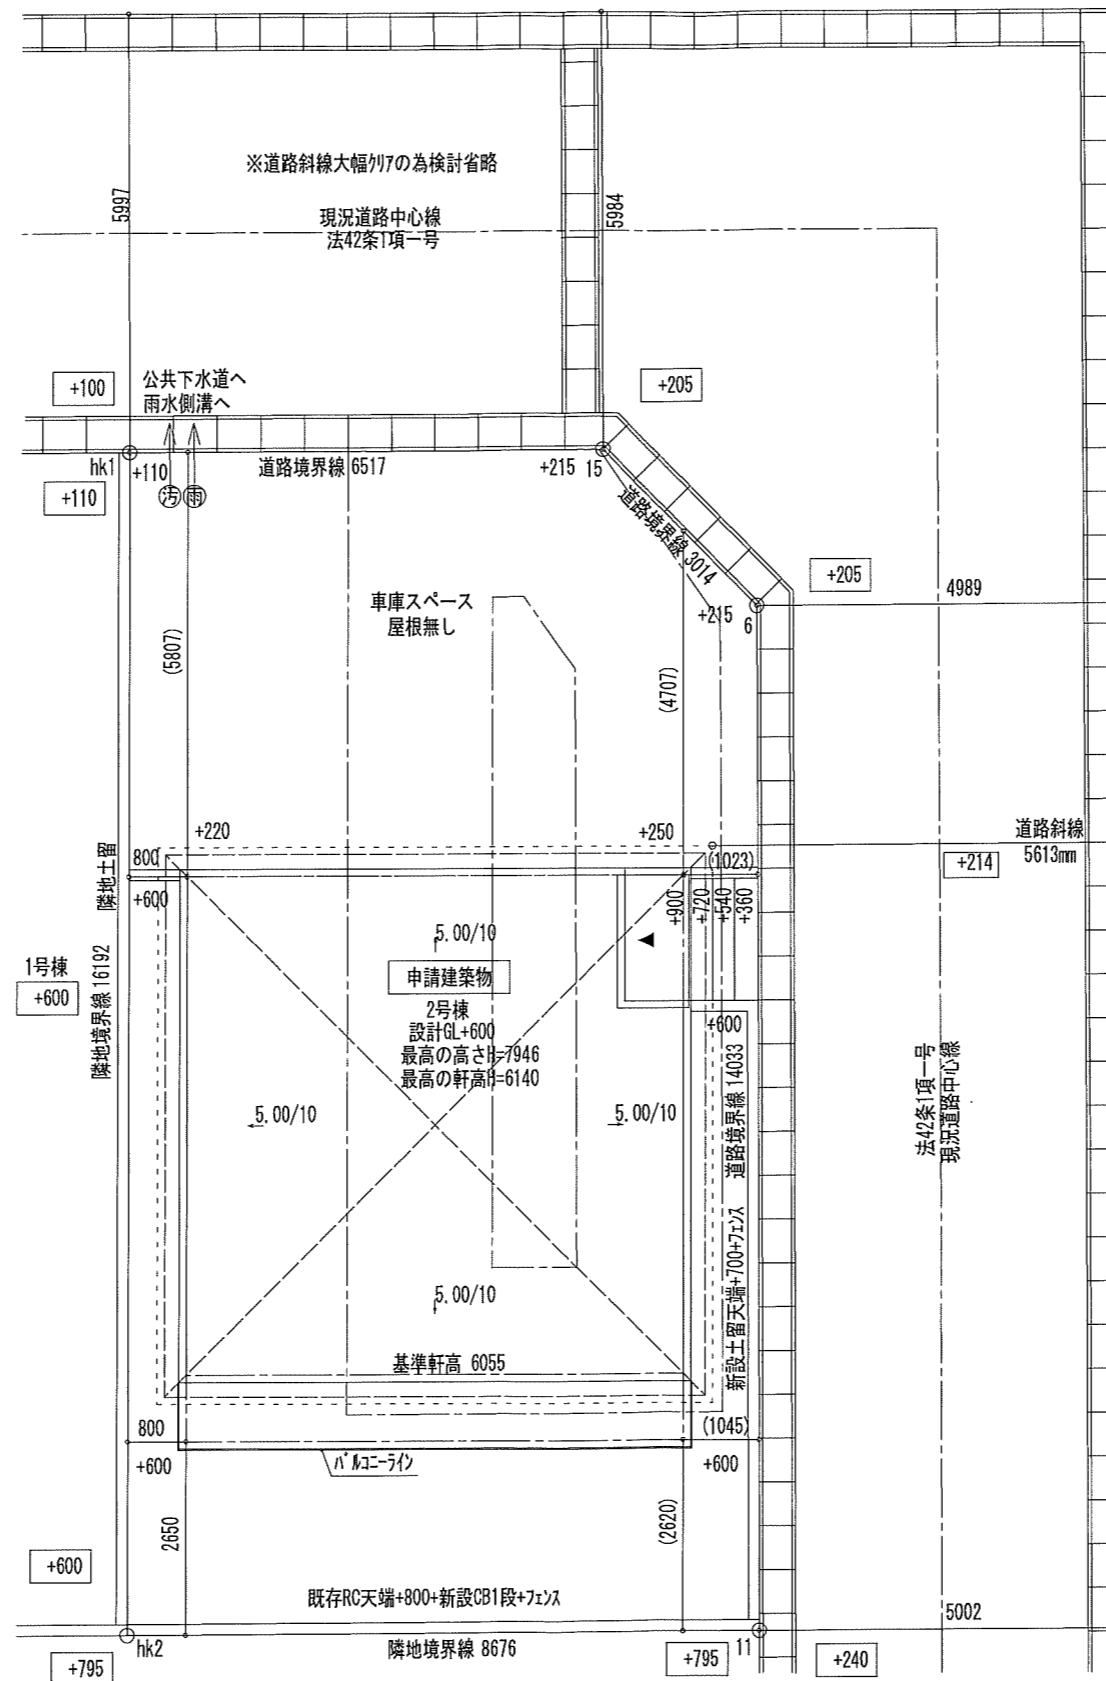 ※道路斜線大幅ｸﾘｱの為検討省略
5997
現況道路中心線
法42条1項一号
5984
+100
公共下水道へ
雨水側溝へ
+205
hk1
+110
道路境界線 6517
+215
15
+110
汚
雨
道路境界線 3014
+205
4989
+215
6
車庫スペース
屋根無し
(5807)
(4707)
+220
+250
道路斜線
5613mm
+214
800
(1023)
隣地土留
+600
+900
+720
+540
+360
5.00/10
1号棟
+600
隣地境界線 16192
申請建築物
2号棟
設計GL+600
最高の高さH=7946
最高の軒高H=6140
+600
法42条1項一号
現況道路中心線
5.00/10
5.00/10
道路境界線 14033
新設土留天端+700+ﾌｪﾝｽ
5.00/10
基準軒高 6055
800
(1045)
+600
ﾊﾞﾙｺﾆｰﾗｲﾝ
+600
2650
(2620)
+600
既存RC天端+800+新設CB1段+ﾌｪﾝｽ
5002
hk2
隣地境界線 8676
11
+795
+795
+240